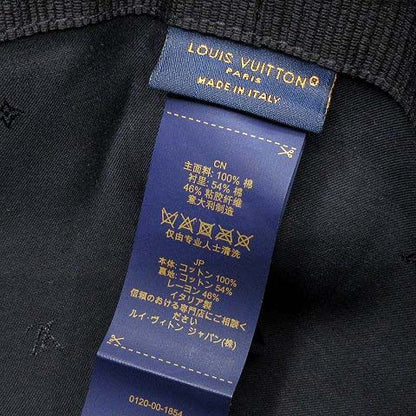 LOUIS VUITTON
PARIS
MADE IN ITALY
CN
主面料：100% 棉
衬里：54% 棉
46% 粘胶纤维
意大利制造
仅由专业人士清洗
JP
表地：コットン 100%
裏地：コットン 54%
レーヨン 46%
イタリア製
信頼のおける専門店にご相談く
ださい
ルイ・ヴィトン ジャパン(株)
0120-00-1854